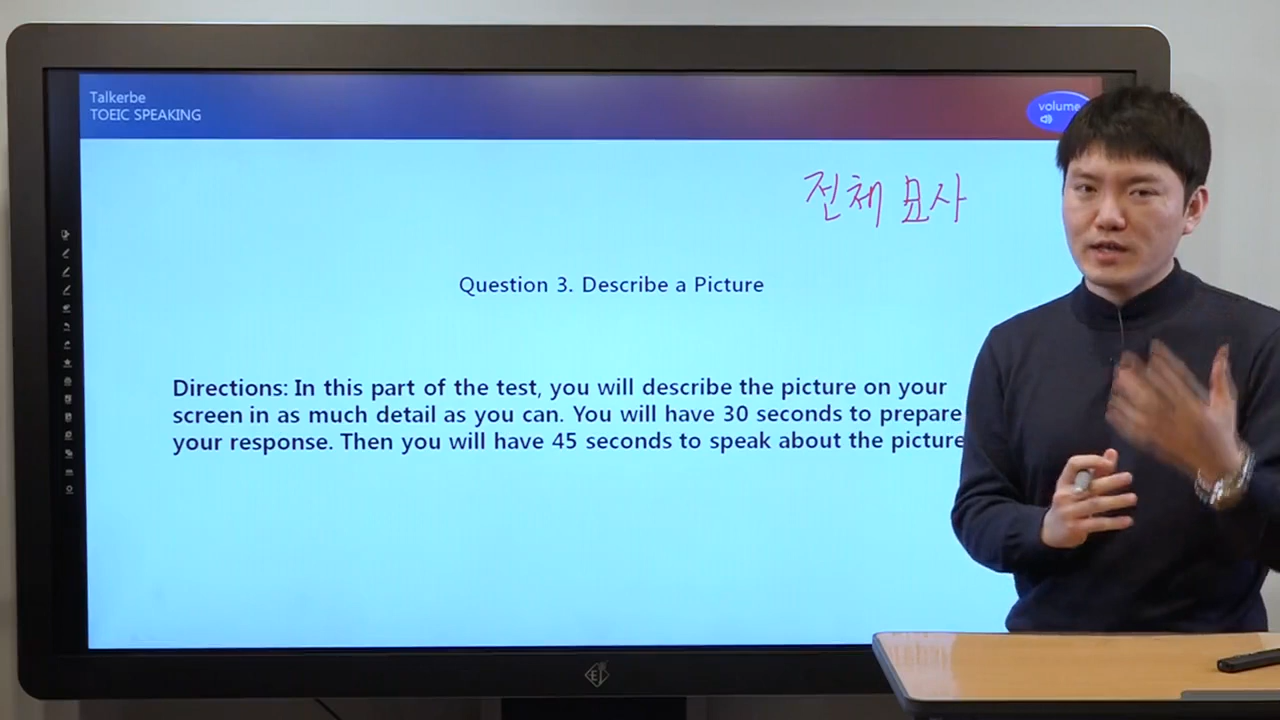 Talkerbe
TOEIC SPEAKING
volume
전체 묘사
Question 3. Describe a Picture
Directions: In this part of the test, you will describe the picture on your
screen in as much detail as you can. You will have 30 seconds to prepare
your response. Then you will have 45 seconds to speak about the picture